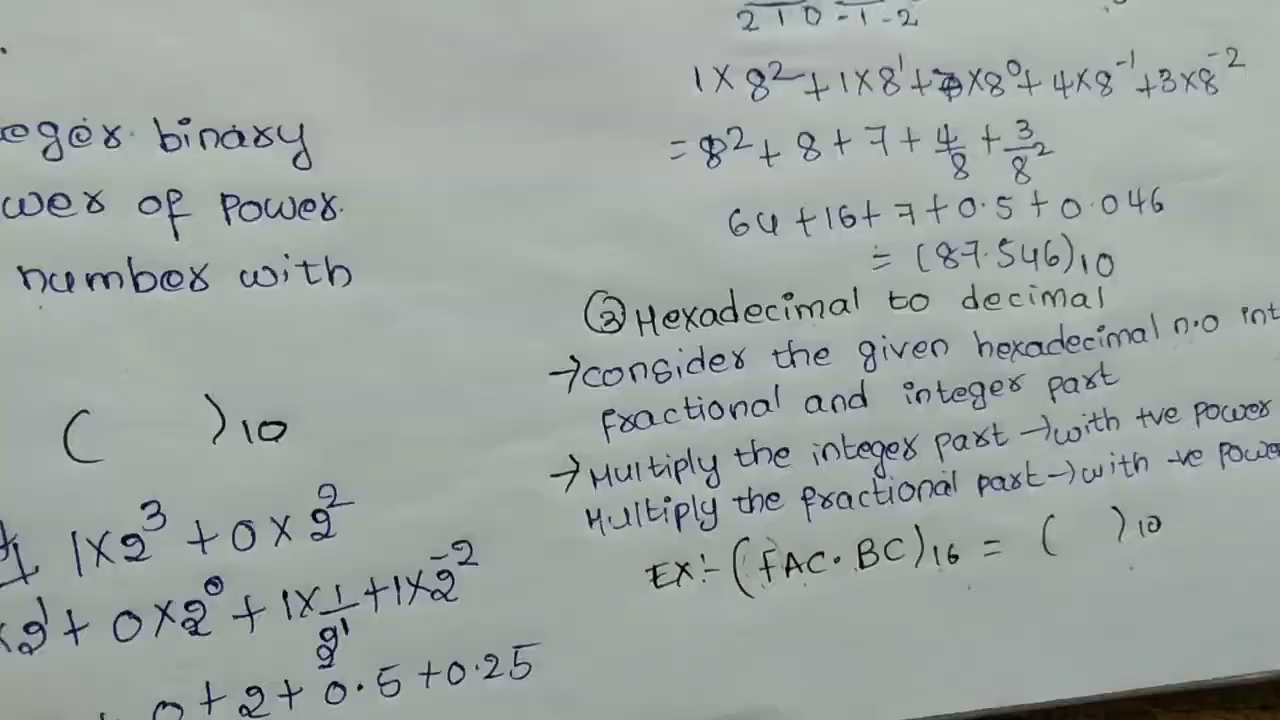 eger binary
wer of power.
number with
( )10
1×2³ + 0×2²
×2¹ + 0×2⁰ + 1×1/2¹ + 1×2⁻²
0 + 2 + 0.5 + 0.25
2 1 0 -1 -2
1×8² + 1×8¹ + 7×8⁰ + 4×8⁻¹ + 3×8⁻²
= 8² + 8 + 7 + 4/8 + 3/8²
64 + 16 + 7 + 0.5 + 0.046
= (87.546)10
③ Hexadecimal to decimal
→ consider the given hexadecimal n.o int
fractional and integer part
→ Multiply the integer part → with +ve power
Multiply the fractional part → with -ve powe
EX:- (FAC.BC)16 = ( )10